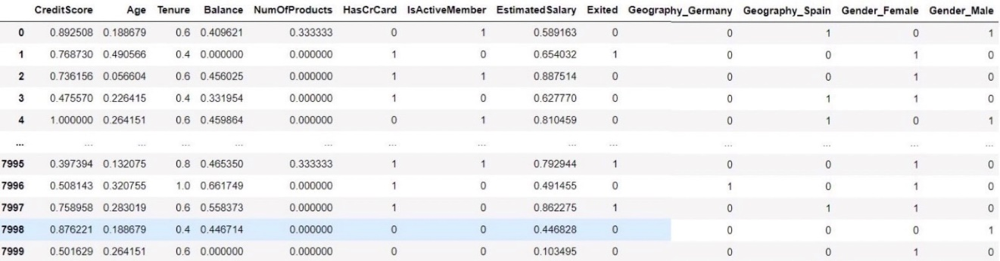 CreditScore Age Tenure Balance NumOfProducts HasCrCard IsActiveMember EstimatedSalary Exited Geography_Germany Geography_Spain Gender_Female Gender_Male
0 0.892508 0.188679 0.6 0.409621 0.333333 0 1 0.589163 0 0 1 0 1
1 0.768730 0.490566 0.4 0.000000 0.000000 1 0 0.654032 1 0 0 1 0
2 0.736156 0.056604 0.6 0.456025 0.000000 1 1 0.887514 0 0 0 1 0
3 0.475570 0.226415 0.4 0.331954 0.000000 1 0 0.627770 0 0 1 1 0
4 1.000000 0.264151 0.6 0.459864 0.000000 0 1 0.810459 0 0 1 0 1
... ... ... ... ... ... ... ... ... ... ... ... ... ...
7995 0.397394 0.132075 0.8 0.465350 0.333333 1 1 0.792944 1 0 0 1 0
7996 0.508143 0.320755 1.0 0.661749 0.000000 1 0 0.491455 0 1 0 1 0
7997 0.758958 0.283019 0.6 0.558373 0.000000 1 0 0.862275 1 0 1 1 0
7998 0.876221 0.188679 0.4 0.446714 0.000000 0 0 0.446828 0 0 0 0 1
7999 0.501629 0.264151 0.6 0.000000 0.000000 0 0 0.103495 0 0 0 1 0